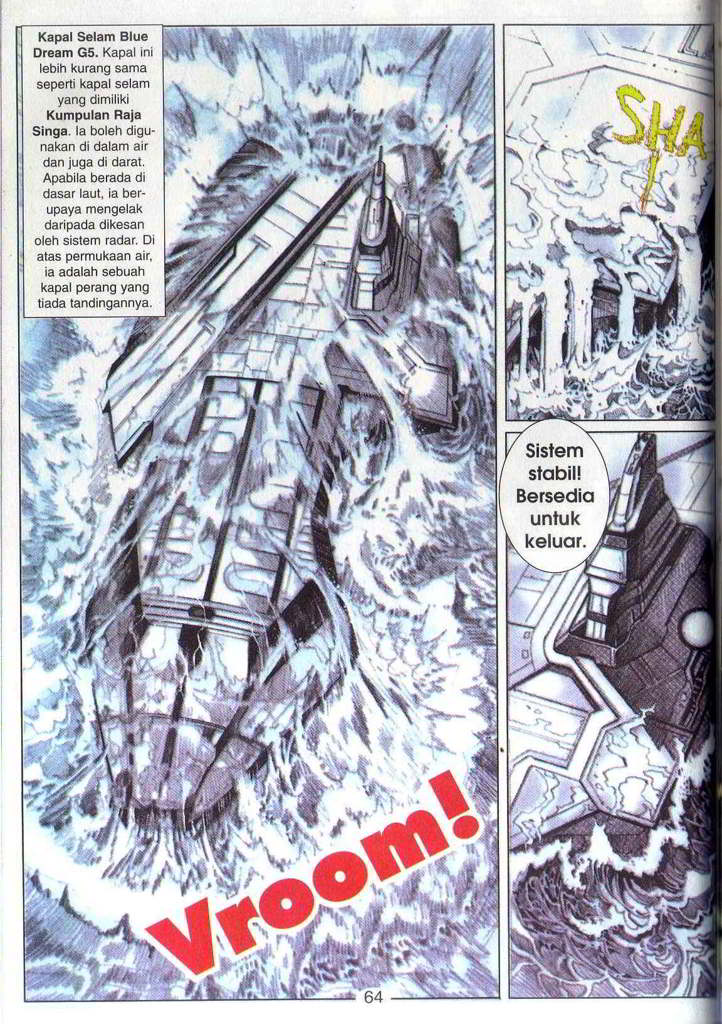 Kapal Selam Blue
Dream G5. Kapal ini
lebih kurang sama
seperti kapal selam
yang dimiliki
Kumpulan Raja
Singa. Ia boleh digu-
nakan di dalam air
dan juga di darat.
Apabila berada di
dasar laut, ia ber-
upaya mengelak
daripada dikesan
oleh sistem radar. Di
atas permukaan air,
ia adalah sebuah
kapal perang yang
tiada tandingannya.
Vroom!
SHA
Sistem
stabil!
Bersedia
untuk
keluar.
64